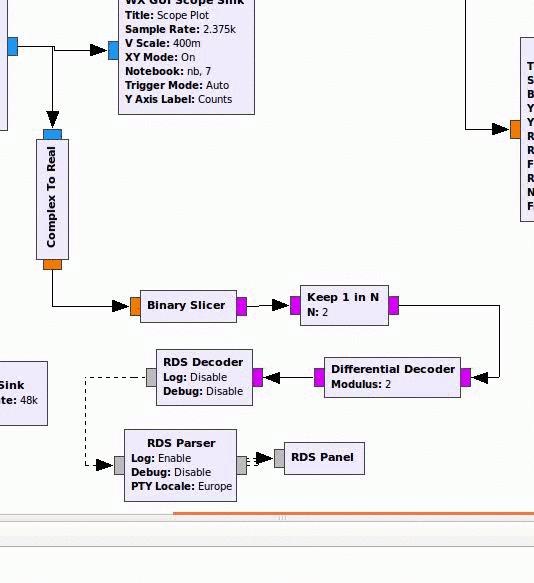 WX GUI Scope Sink
Title: Scope Plot
Sample Rate: 2.375k
V Scale: 400m
XY Mode: On
Notebook: nb, 7
Trigger Mode: Auto
Y Axis Label: Counts
T
S
B
Y
Y
R
R
F
R
N
F
Complex To Real
Binary Slicer
Keep 1 in N
N: 2
RDS Decoder
Log: Disable
Debug: Disable
Differential Decoder
Modulus: 2
Sink
te: 48k
RDS Parser
Log: Enable
Debug: Disable
PTY Locale: Europe
RDS Panel